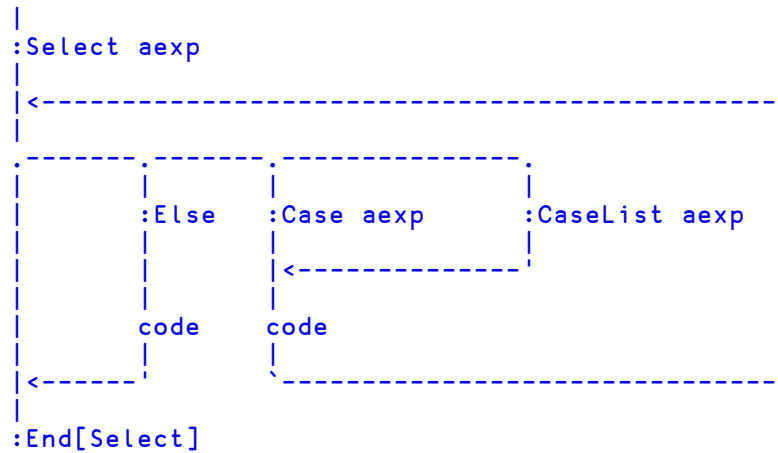 :Select aexp
:Else :Case aexp :CaseList aexp
code code
:End[Select]